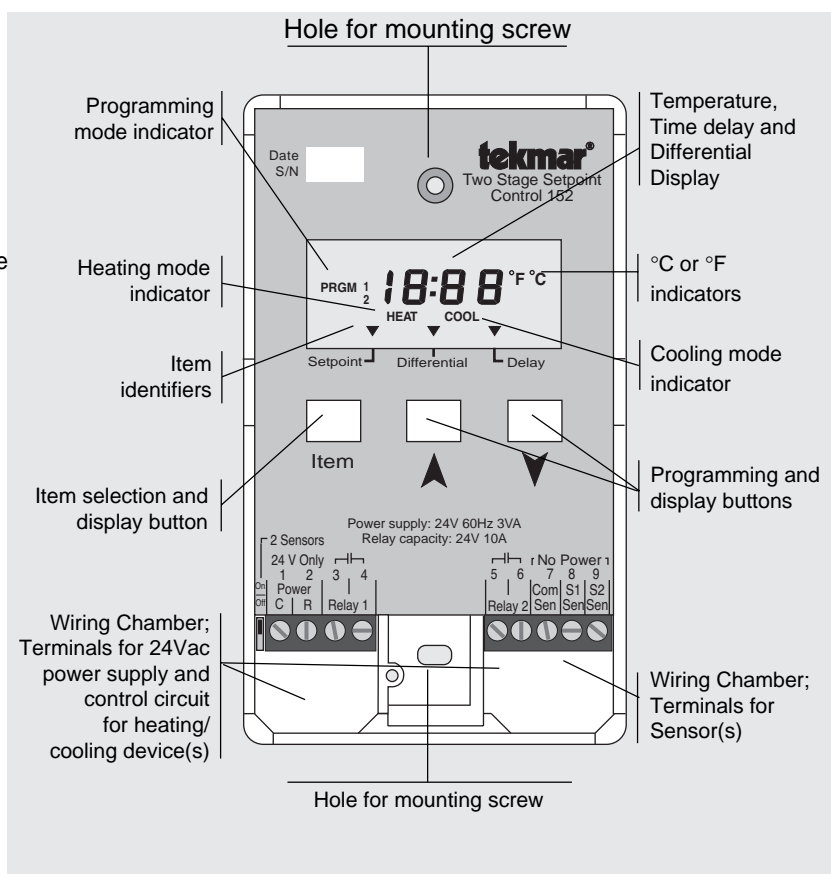 Hole for mounting screw
Programming
mode indicator
Temperature,
Time delay and
Differential
Display
Date
S/N
tekmar®
Two Stage Setpoint
Control 152
e
Heating mode
indicator
PRGM 1
2
18:88
°F °C
HEAT COOL
°C or °F
indicators
Item
identifiers
Setpoint Differential Delay
Cooling mode
indicator
Item
Item selection and
display button
Programming and
display buttons
Power supply: 24V 60Hz 3VA
Relay capacity: 24V 10A
2 Sensors
24 V Only
1 2 3 4
On
Off
Power
C R Relay 1
No Power
5 6 7 8 9
Com S1 S2
Relay 2 Sen Sen Sen
Wiring Chamber;
Terminals for 24Vac
power supply and
control circuit
for heating/
cooling device(s)
Wiring Chamber;
Terminals for
Sensor(s)
Hole for mounting screw